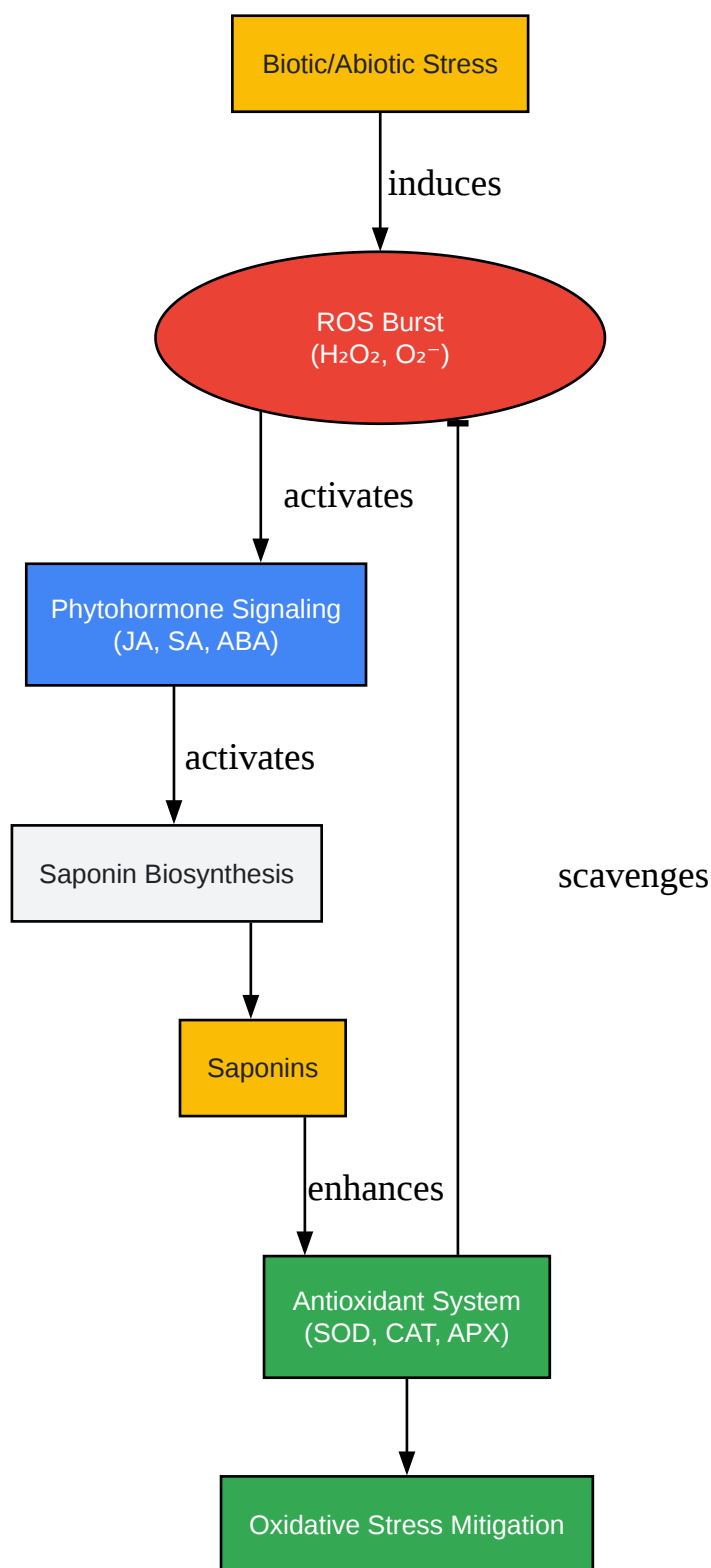 Biotic/Abiotic Stress
induces
ROS Burst
(H₂O₂, O₂⁻)
activates
Phytohormone Signaling
(JA, SA, ABA)
activates
Saponin Biosynthesis
scavenges
Saponins
enhances
Antioxidant System
(SOD, CAT, APX)
Oxidative Stress Mitigation